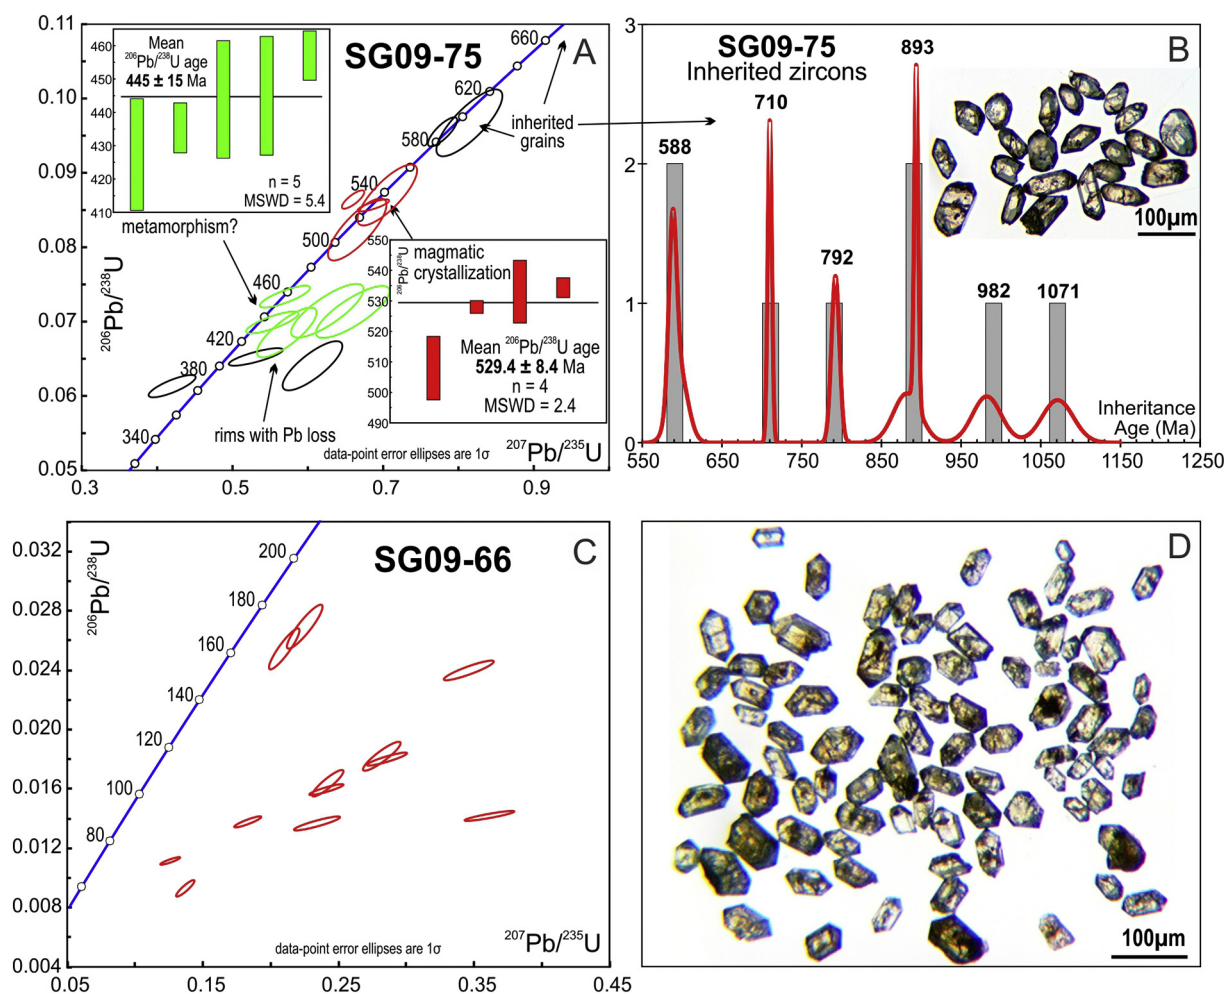 SG09-75
A
0.11
0.10
0.09
0.08
0.07
0.06
0.05
0.3
0.5
0.7
0.9
206Pb/238U
207Pb/235U
340
380
420
460
500
540
580
620
660
Mean
206Pb/238U age
445 ± 15 Ma
460
450
440
430
420
410
n = 5
MSWD = 5.4
metamorphism?
inherited
grains
rims with Pb loss
data-point error ellipses are 1σ
magmatic
crystallization
206Pb/238U
550
540
530
520
510
500
490
Mean 206Pb/238U age
529.4 ± 8.4 Ma
n = 4
MSWD = 2.4
SG09-75
Inherited zircons
B
3
2
1
0
588
710
792
893
982
1071
100µm
Inheritance
Age (Ma)
550
650
750
850
950
1050
1150
1250
SG09-66
C
206Pb/238U
0.032
0.028
0.024
0.020
0.016
0.012
0.008
0.004
200
180
160
140
120
100
80
data-point error ellipses are 1σ
207Pb/235U
0.05
0.15
0.25
0.35
0.45
D
100µm